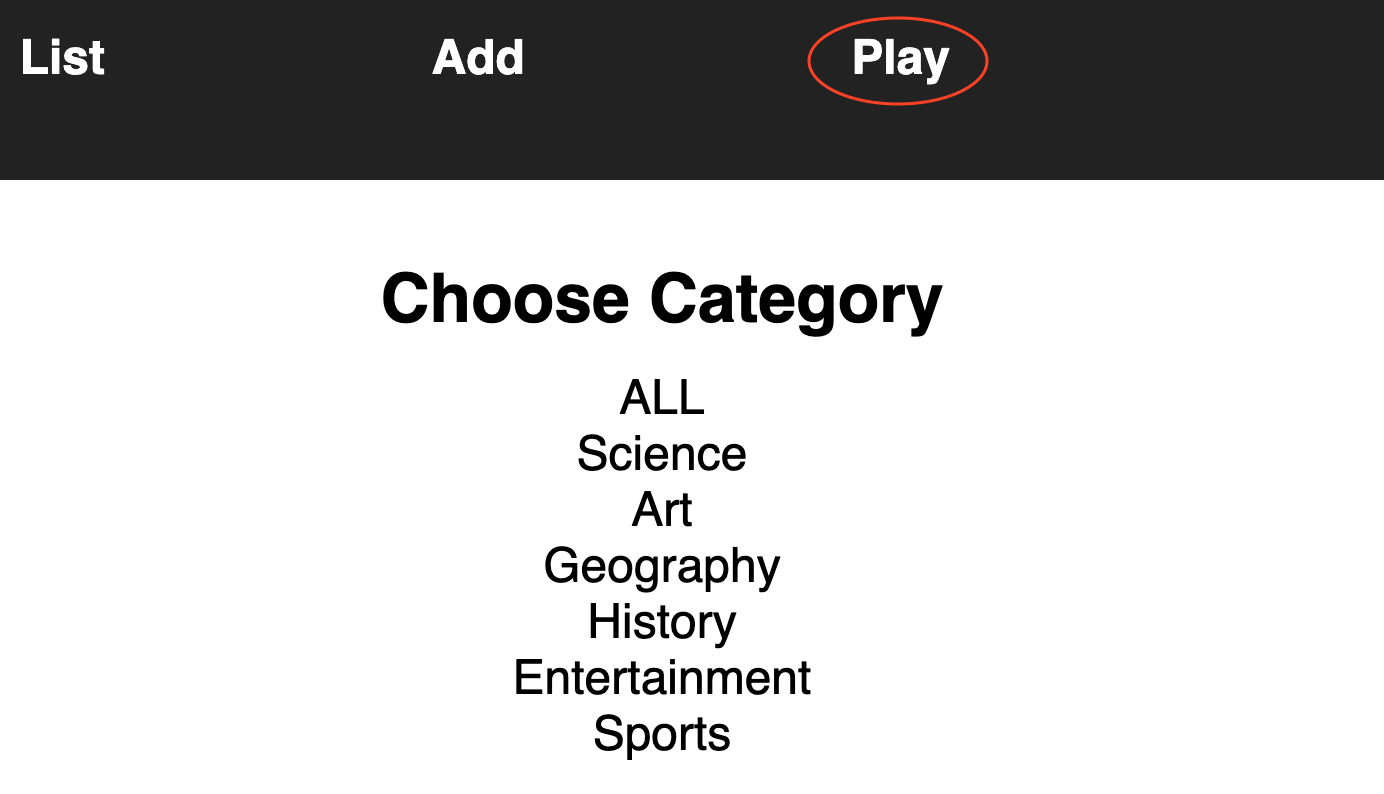 List Add Play
Choose Category
ALL
Science
Art
Geography
History
Entertainment
Sports